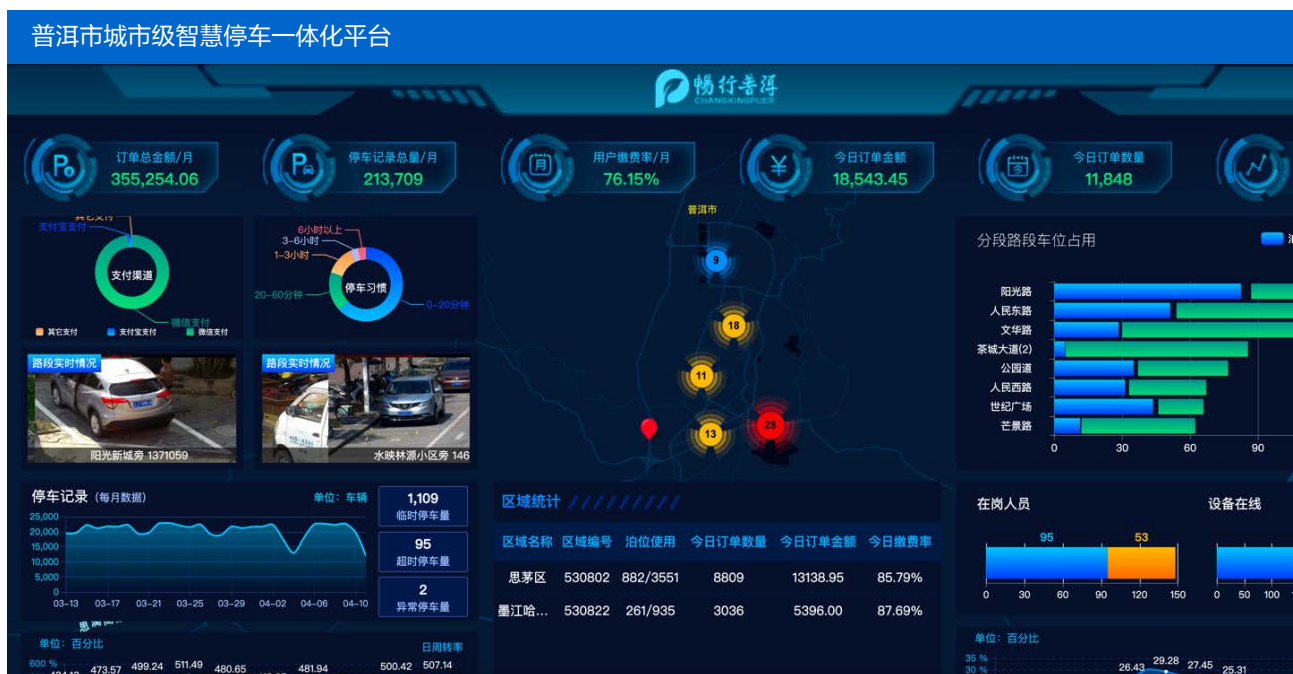 普洱市城市级智慧停车一体化平台
畅行普洱
CHANGXINGPUER
订单总金额/月
355,254.06
停车记录总量/月
213,709
用户缴费率/月
76.15%
今日订单金额
18,543.45
今日订单数量
11,848
其它支付
支付宝支付
支付渠道
微信支付
其它支付 支付宝支付 微信支付
6小时以上
3-6小时
1-3小时
20-60分钟
停车习惯
0-20分钟
普洱市
9
18
11
13
28
分段路段车位占用
阳光路
人民东路
文华路
茶城大道(2)
公园道
人民西路
世纪广场
芒景路
0 30 60 90
路段实时情况
阳光新城旁 1371059
路段实时情况
水映林源小区旁 146
停车记录 (每月数据)
单位：车辆
25,000
20,000
15,000
10,000
5,000
0
03-13 03-17 03-21 03-25 03-29 04-02 04-06 04-10
1,109
临时停车量
95
超时停车量
2
异常停车量
区域统计
区域名称 区域编号 泊位使用 今日订单数量 今日订单金额 今日缴费率
思茅区 530802 882/3551 8809 13138.95 85.79%
墨江哈... 530822 261/935 3036 5396.00 87.69%
在岗人员
95 53
0 30 60 90 120 150
设备在线
0 50 100
单位：百分比
日周转率
600 %
473.57 499.24 511.49 480.65 481.94 500.42 507.14
单位：百分比
35 %
30 %
26.43 29.28 27.45 25.31